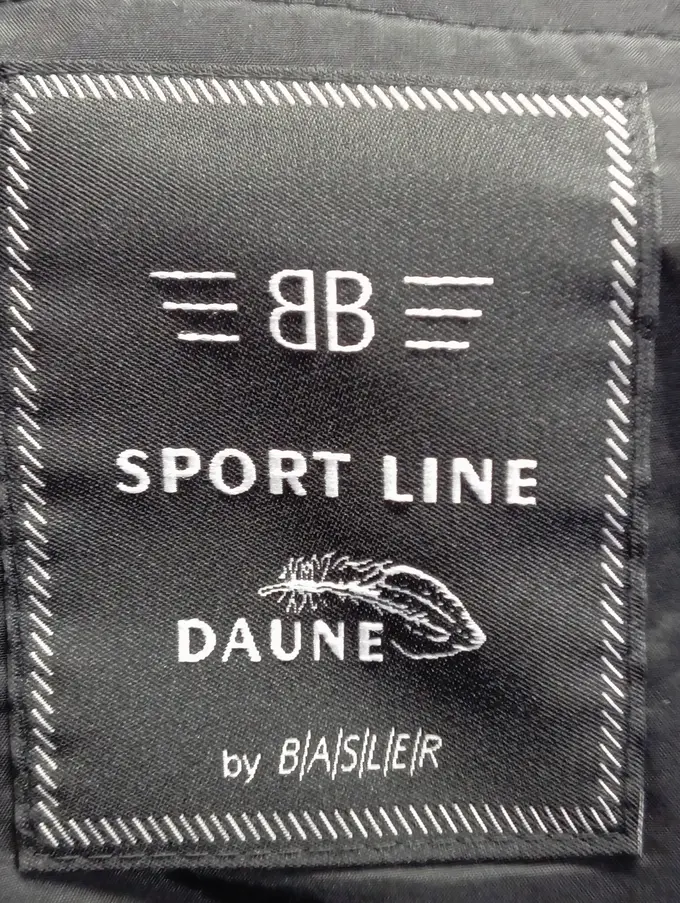 BB
SPORT LINE
DAUNE
by B/A/S/L/E/R